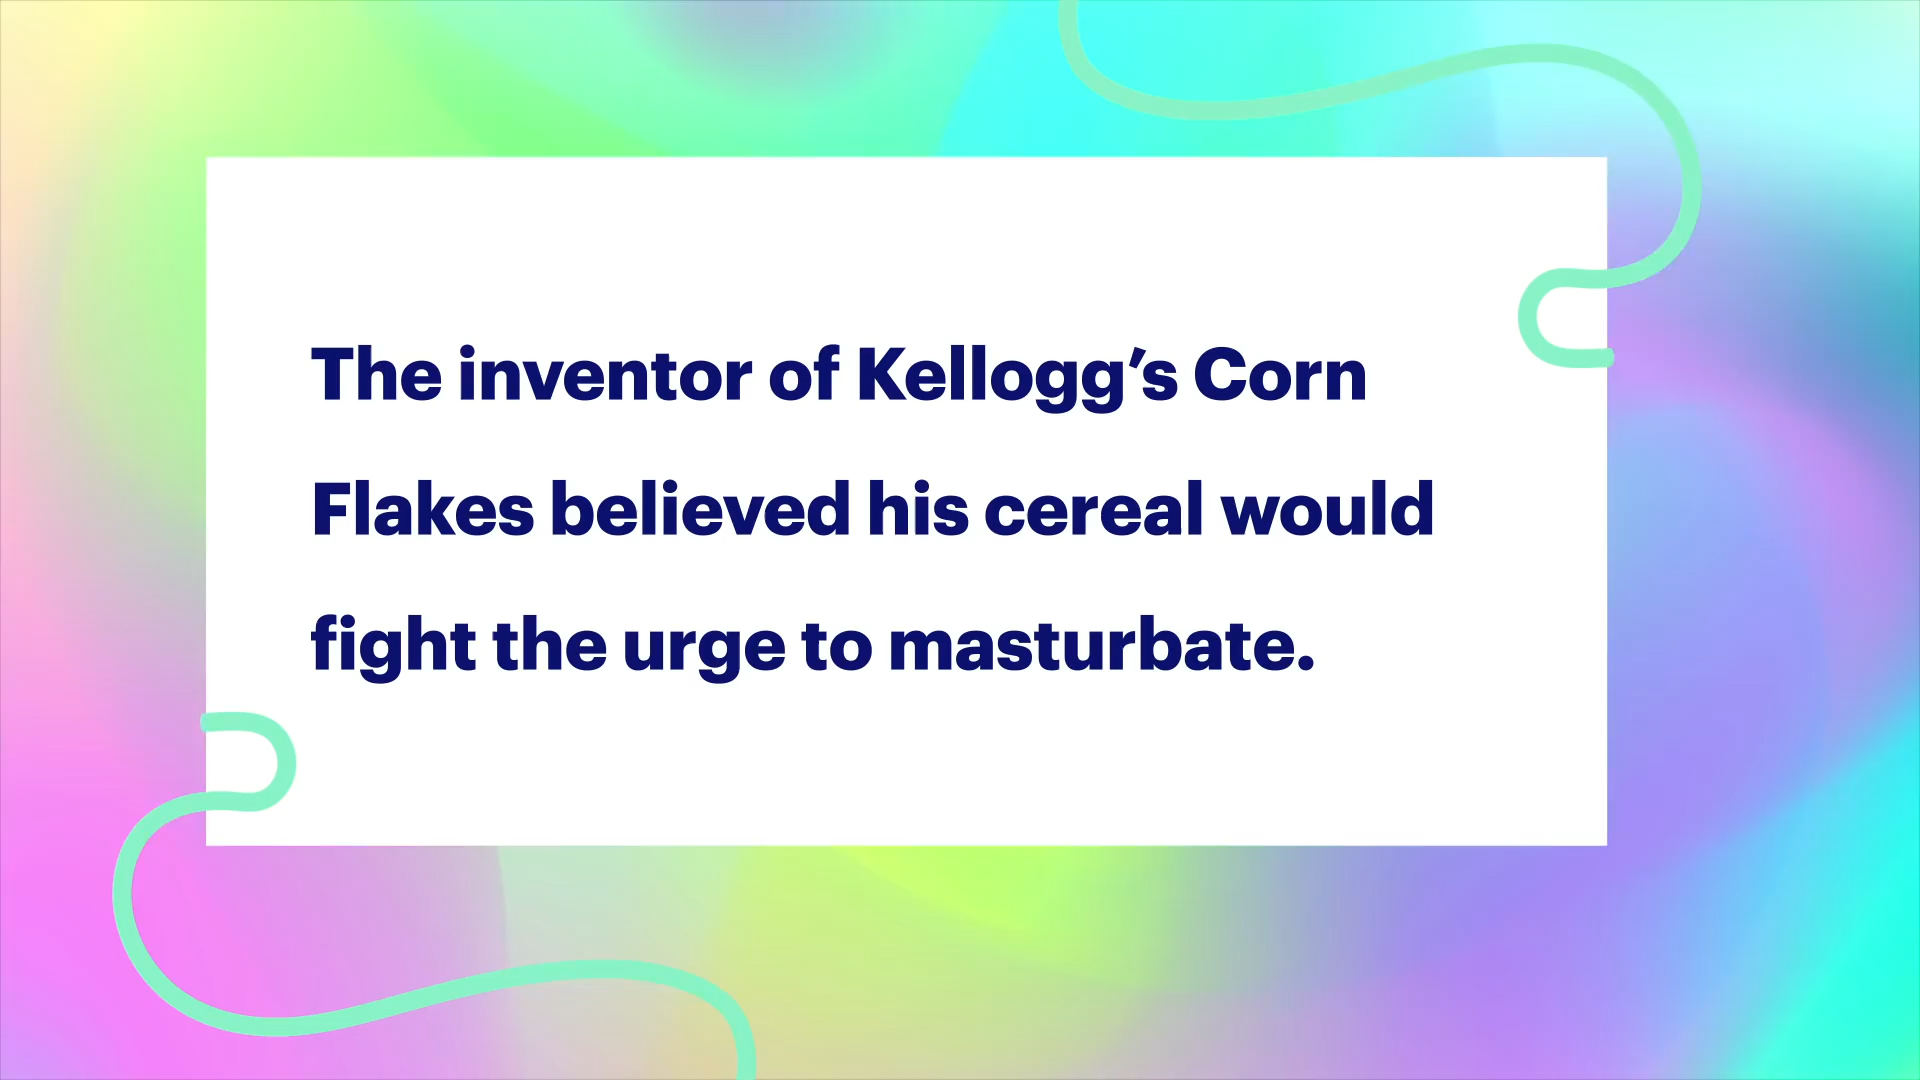 The inventor of Kellogg’s Corn
Flakes believed his cereal would
fight the urge to masturbate.